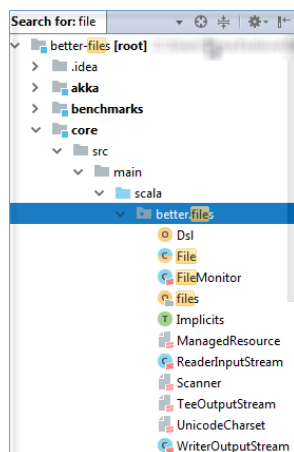 Search for: file
better-files [root]
.idea
akka
benchmarks
core
src
main
scala
better-files
Dsl
File
FileMonitor
files
Implicits
ManagedResource
ReaderInputStream
Scanner
TeeOutputStream
UnicodeCharset
WriterOutputStream